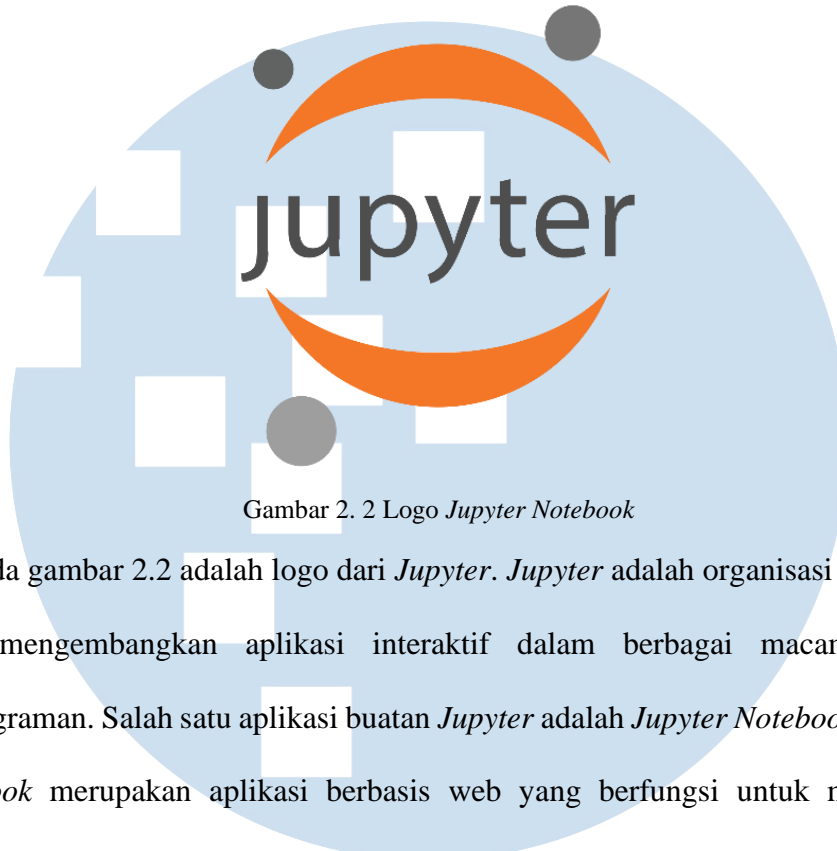 jupyter
Gambar 2. 2 Logo Jupyter Notebook
da gambar 2.2 adalah logo dari Jupyter. Jupyter adalah organisasi
mengembangkan aplikasi interaktif dalam berbagai macam
graman. Salah satu aplikasi buatan Jupyter adalah Jupyter Notebook
ok merupakan aplikasi berbasis web yang berfungsi untuk